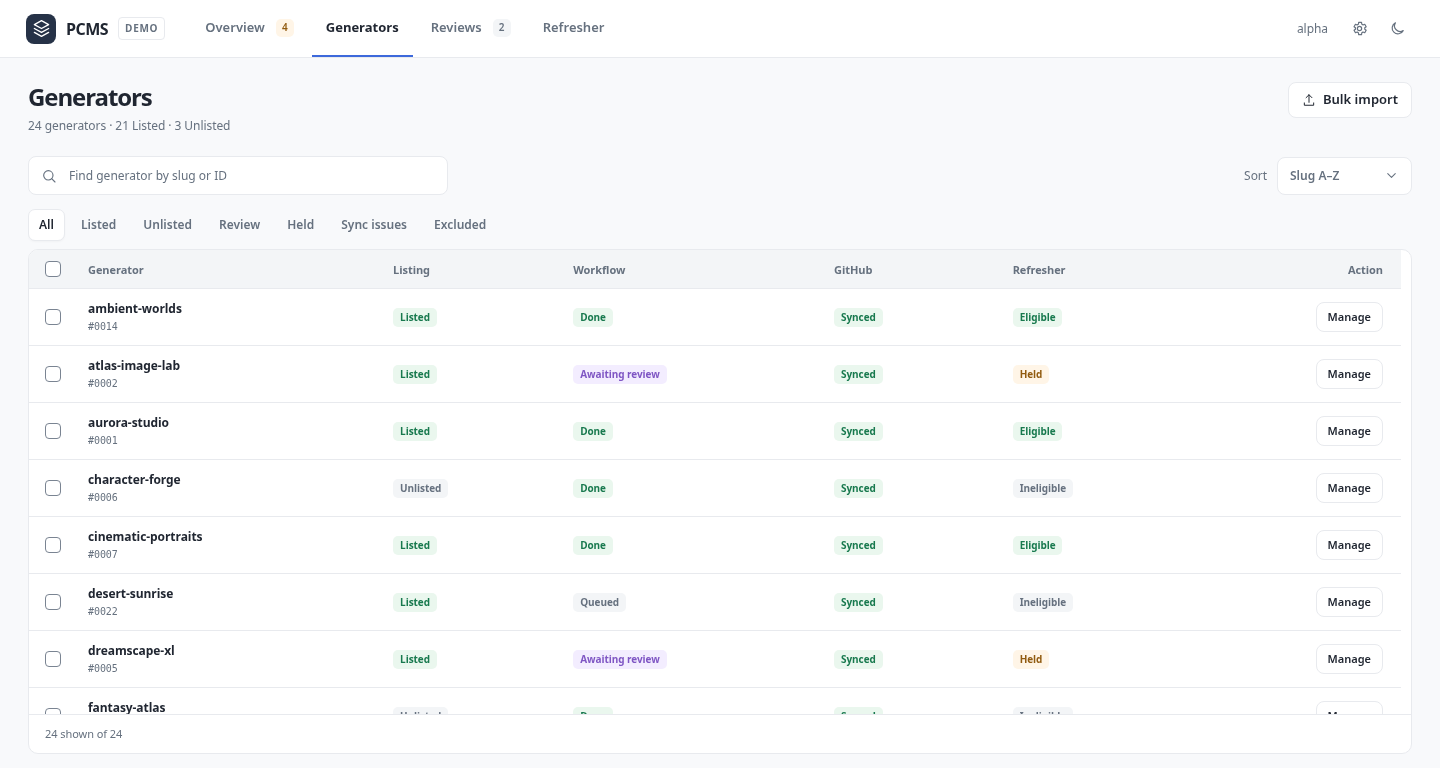 PCMS DEMO Overview 4 Generators Reviews 2 Refresher alpha
Generators
Bulk import
24 generators · 21 Listed · 3 Unlisted
Find generator by slug or ID
Sort Slug A–Z
All Listed Unlisted Review Held Sync issues Excluded
Generator Listing Workflow GitHub Refresher Action
ambient-worlds
#0014
Listed Done Synced Eligible Manage
atlas-image-lab
#0002
Listed Awaiting review Synced Held Manage
aurora-studio
#0001
Listed Done Synced Eligible Manage
character-forge
#0006
Unlisted Done Synced Ineligible Manage
cinematic-portraits
#0007
Listed Done Synced Eligible Manage
desert-sunrise
#0022
Listed Queued Synced Ineligible Manage
dreamscape-xl
#0005
Listed Awaiting review Synced Held Manage
fantasy-atlas
24 shown of 24